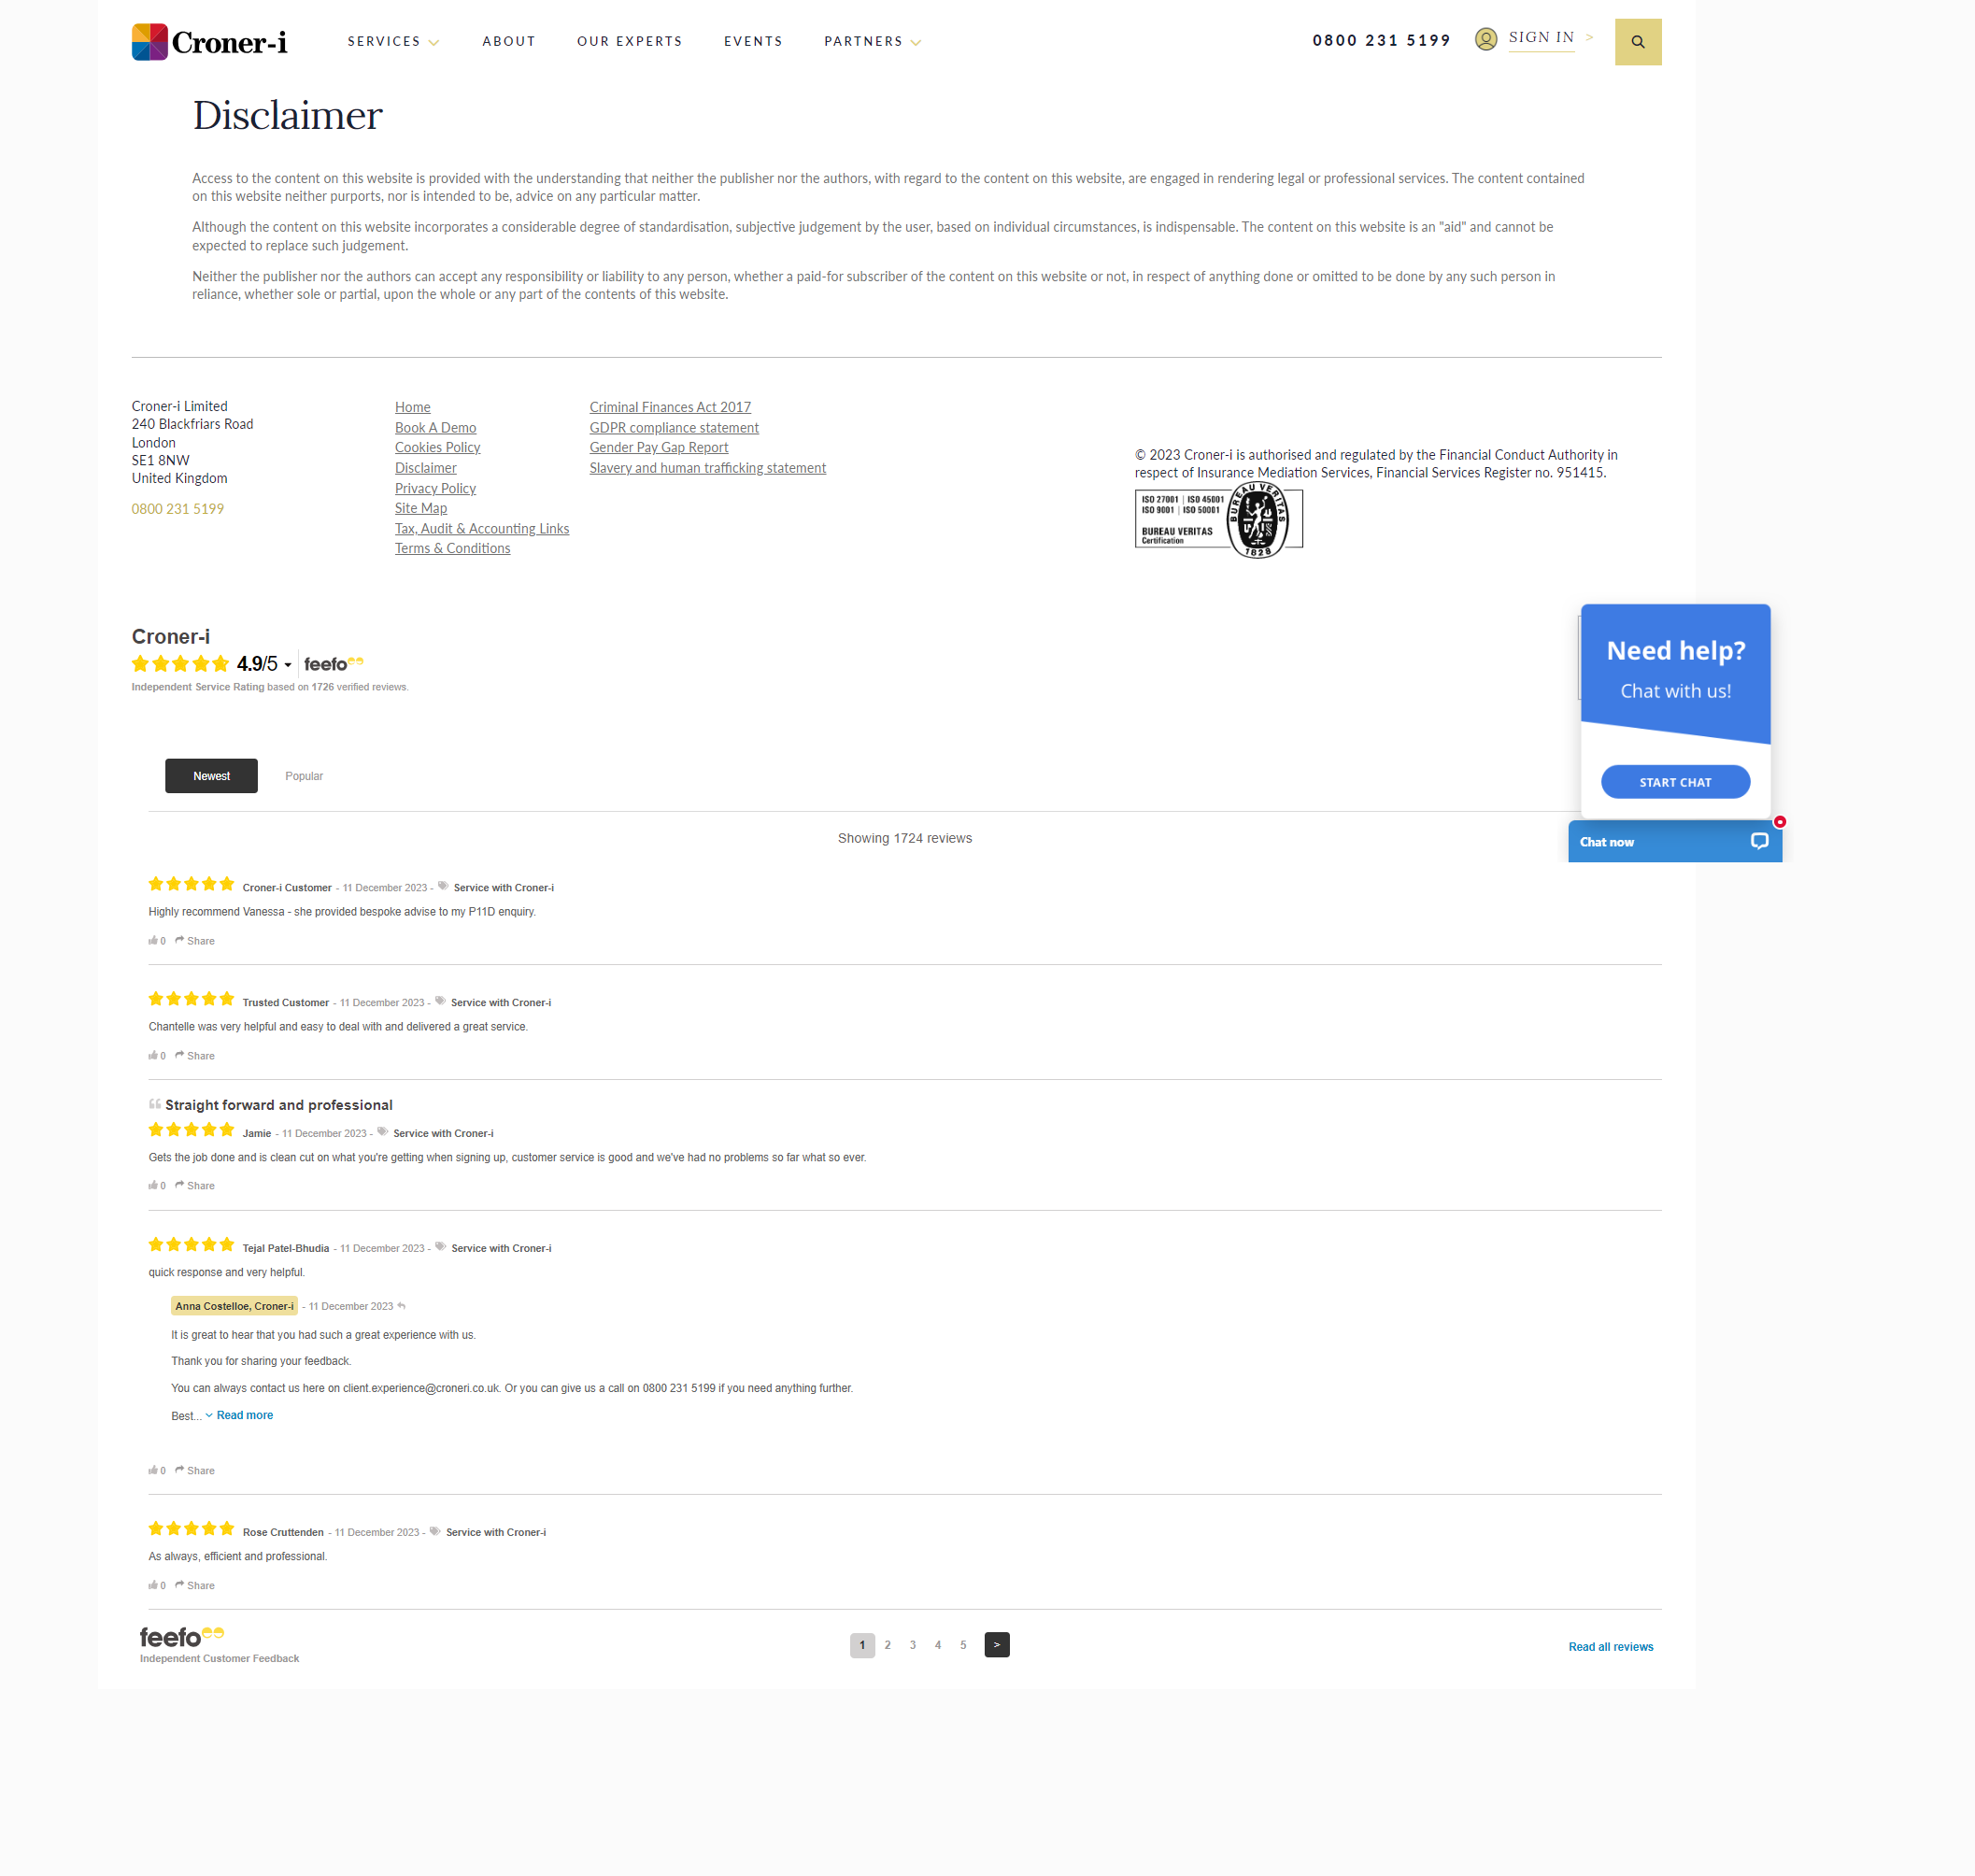 Croner-i
SERVICES
ABOUT
OUR EXPERTS
EVENTS
PARTNERS
0800 231 5199
SIGN IN >
Disclaimer
Access to the content on this website is provided with the understanding that neither the publisher nor the authors, with regard to the content on this website, are engaged in rendering legal or professional services. The content contained
on this website neither purports, nor is intended to be, advice on any particular matter.
Although the content on this website incorporates a considerable degree of standardisation, subjective judgement by the user, based on individual circumstances, is indispensable. The content on this website is an "aid" and cannot be
expected to replace such judgement.
Neither the publisher nor the authors can accept any responsibility or liability to any person, whether a paid-for subscriber of the content on this website or not, in respect of anything done or omitted to be done by any such person in
reliance, whether sole or partial, upon the whole or any part of the contents of this website.
Croner-i Limited
240 Blackfriars Road
London
SE1 8NW
United Kingdom
0800 231 5199
Home
Book A Demo
Cookies Policy
Disclaimer
Privacy Policy
Site Map
Tax, Audit & Accounting Links
Terms & Conditions
Criminal Finances Act 2017
GDPR compliance statement
Gender Pay Gap Report
Slavery and human trafficking statement
© 2023 Croner-i is authorised and regulated by the Financial Conduct Authority in
respect of Insurance Mediation Services, Financial Services Register no. 951415.
ISO 27001 | ISO 45001
ISO 9001 | ISO 50001
BUREAU VERITAS
Certification
BUREAU VERITAS
1828
Croner-i
4.9/5
feefo
Independent Service Rating based on 1726 verified reviews.
Need help?
Chat with us!
START CHAT
Chat now
Newest
Popular
Showing 1724 reviews
Croner-i Customer - 11 December 2023 - Service with Croner-i
Highly recommend Vanessa - she provided bespoke advise to my P11D enquiry.
0 Share
Trusted Customer - 11 December 2023 - Service with Croner-i
Chantelle was very helpful and easy to deal with and delivered a great service.
0 Share
Straight forward and professional
Jamie - 11 December 2023 - Service with Croner-i
Gets the job done and is clean cut on what you're getting when signing up, customer service is good and we've had no problems so far what so ever.
0 Share
Tejal Patel-Bhudia - 11 December 2023 - Service with Croner-i
quick response and very helpful.
Anna Costelloe, Croner-i - 11 December 2023
It is great to hear that you had such a great experience with us.
Thank you for sharing your feedback.
You can always contact us here on client.experience@croneri.co.uk. Or you can give us a call on 0800 231 5199 if you need anything further.
Best... Read more
0 Share
Rose Cruttenden - 11 December 2023 - Service with Croner-i
As always, efficient and professional.
0 Share
feefo
Independent Customer Feedback
1 2 3 4 5 >
Read all reviews